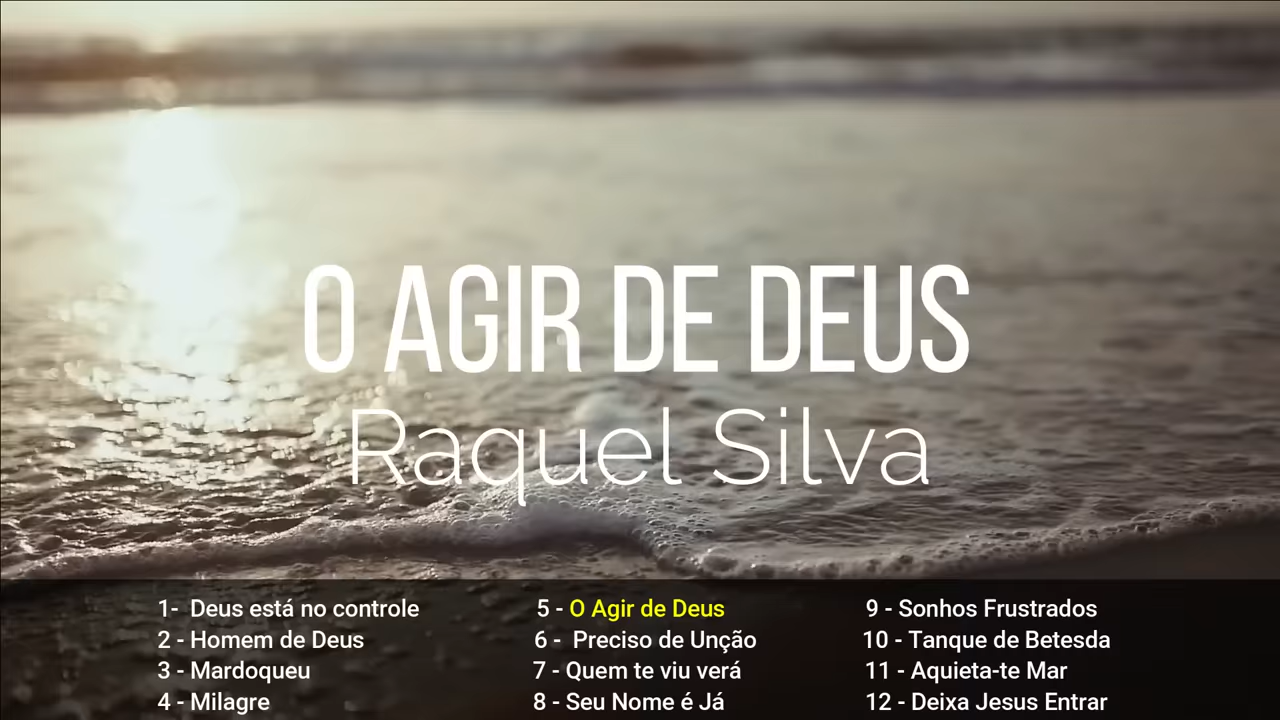 O AGIR DE DEUS
Raquel Silva
1- Deus está no controle
2 - Homem de Deus
3 - Mardoqueu
4 - Milagre
5 - O Agir de Deus
6 - Preciso de Unção
7 - Quem te viu verá
8 - Seu Nome é Já
9 - Sonhos Frustrados
10 - Tanque de Betesda
11 - Aquieta-te Mar
12 - Deixa Jesus Entrar